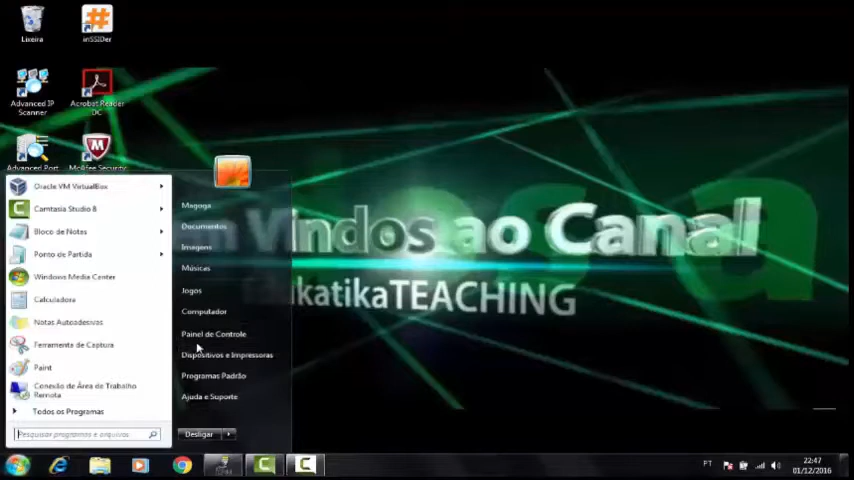 Lixeira
inSSIDer
Advanced IP
Scanner
Acrobat Reader
DC
Advanced Port
McAfee Security
Oracle VM VirtualBox
Camtasia Studio 8
Bloco de Notas
Ponto de Partida
Windows Media Center
Calculadora
Notas Autoadesivas
Ferramenta de Captura
Paint
Conexão de Área de Trabalho
Remota
Todos os Programas
Pesquisar programas e arquivos
Magoga
Documentos
Imagens
Músicas
Jogos
Computador
Painel de Controle
Dispositivos e Impressoras
Programas Padrão
Ajuda e Suporte
Desligar
Vindos ao Canal
katikaTEACHING
PT
22:47
01/12/2016